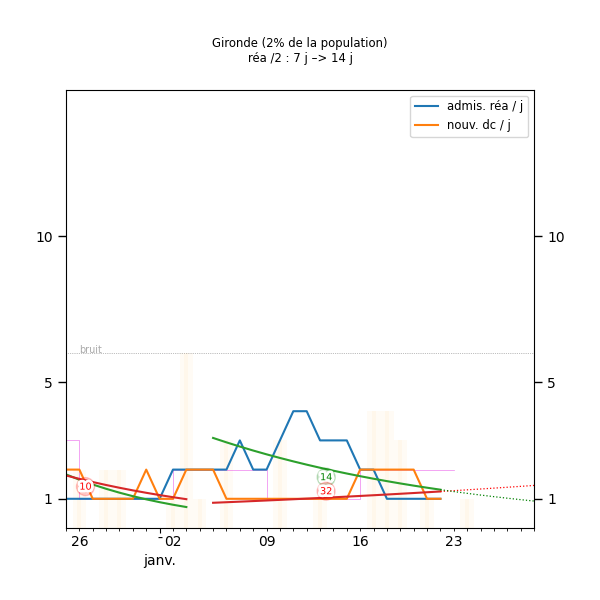 Gironde (2% de la population)
réa /2 : 7 j –> 14 j
admis. réa / j
nouv. dc / j
10
10
bruit
5
5
10
14
32
1
1
26
02
09
16
23
janv.